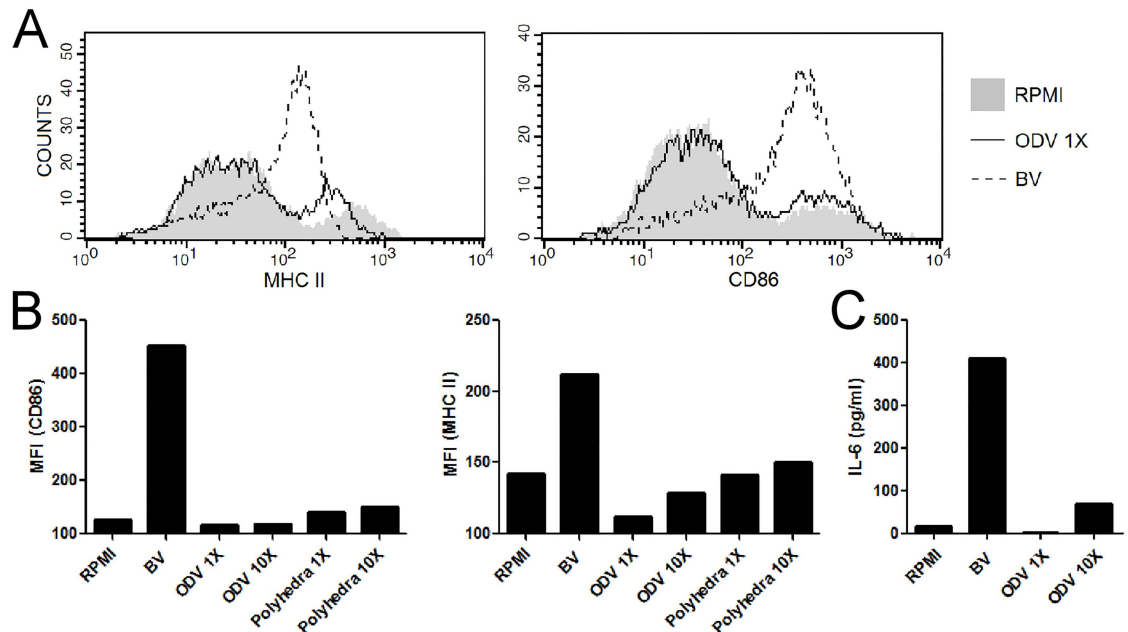 A
COUNTS
50
40
30
20
10
0
10^0 10^1 10^2 10^3 10^4
MHC II
40
30
20
10
0
10^0 10^1 10^2 10^3 10^4
CD86
RPMI
ODV 1X
BV
B
MFI (CD86)
500
400
300
200
100
RPMI
BV
ODV 1X
ODV 10X
Polyhedra 1X
Polyhedra 10X
MFI (MHC II)
250
200
150
100
RPMI
BV
ODV 1X
ODV 10X
Polyhedra 1X
Polyhedra 10X
C
IL-6 (pg/ml)
500
400
300
200
100
0
RPMI
BV
ODV 1X
ODV 10X